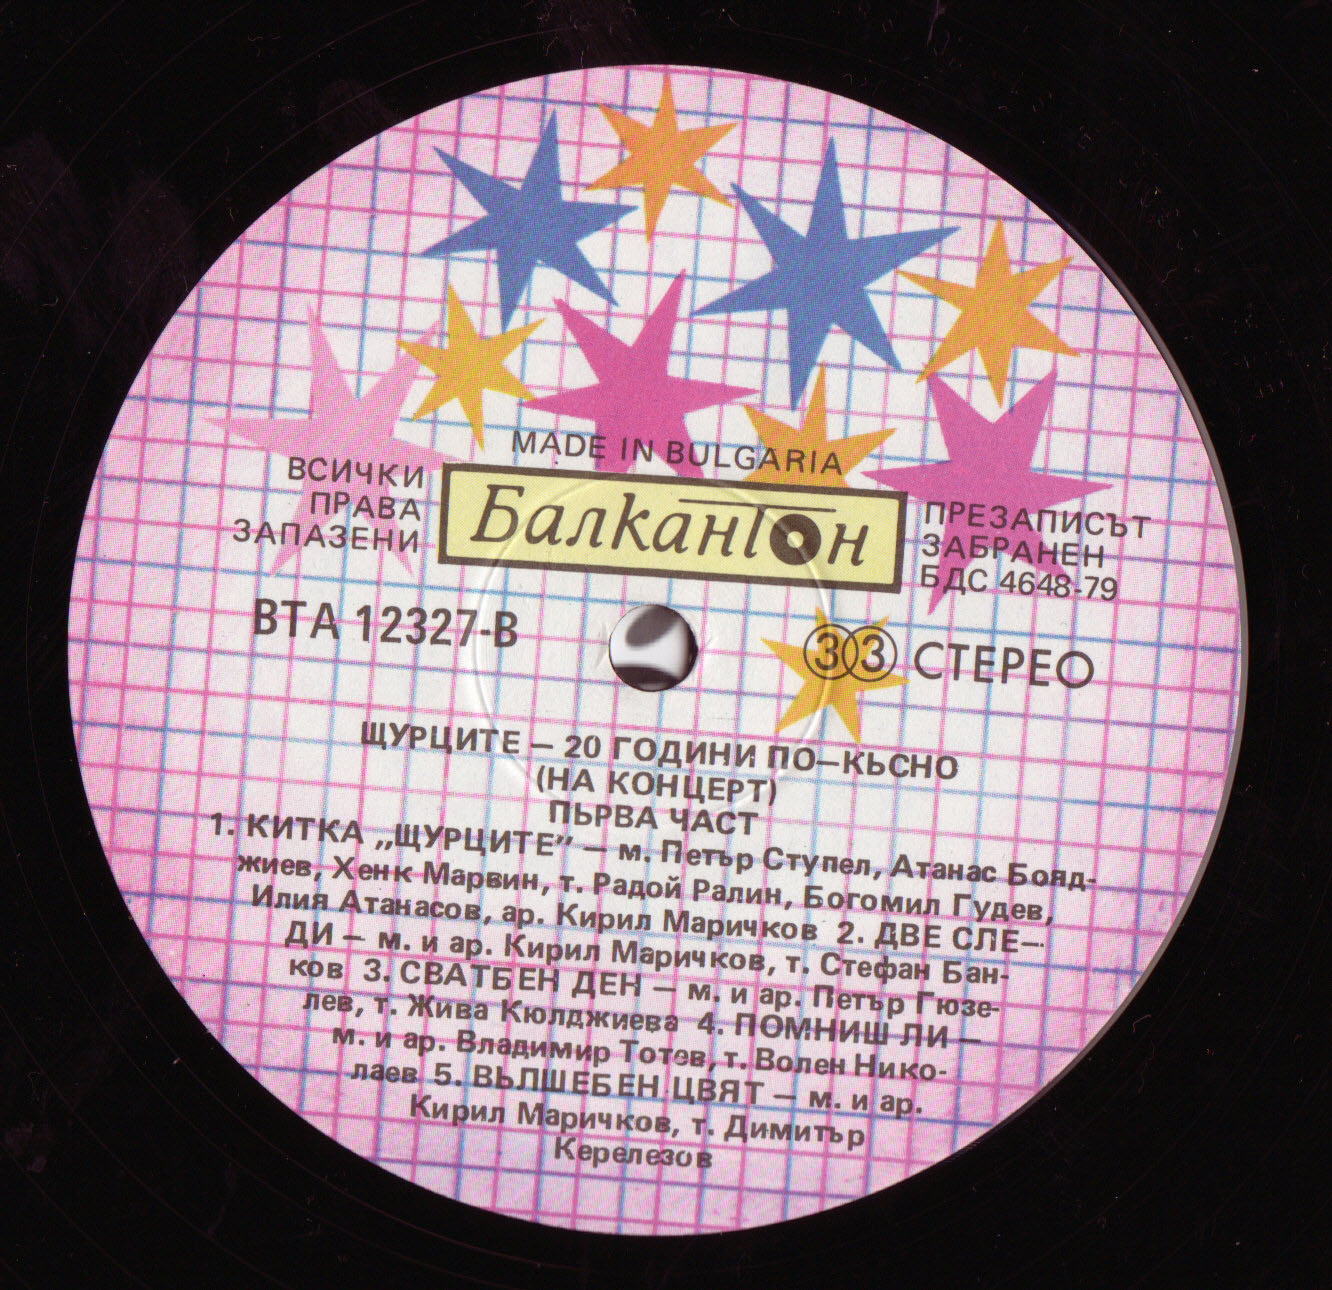 MADE IN BULGARIA
ВСИЧКИ
ПРАВА
ЗАПАЗЕНИ
Балкантон
ПРЕЗАПИСЪТ
ЗАБРАНЕН
БДС 4648-79
ВТА 12327-В
33 СТЕРЕО
ЩУРЦИТЕ – 20 ГОДИНИ ПО–КЬСНО
(НА КОНЦЕРТ)
ПЬРВА ЧАСТ
1. КИТКА „ЩУРЦИТЕ” – м. Петър Ступел, Атанас Бояд-
жиев, Хенк Марвин, т. Радой Ралин, Богомил Гудев,
Илия Атанасов, ар. Кирил Маричков 2. ДВЕ СЛЕ–
ДИ – м. и ар. Кирил Маричков, т. Стефан Бан-
ков 3. СВАТБЕН ДЕН – м. и ар. Петър Гюзе-
лев, т. Жива Кюлджиева 4. ПОМНИШ ЛИ –
м. и ар. Владимир Тотев, т. Волен Нико-
лаев 5. ВЬЛШЕБЕН ЦВЯТ – м. и ар.
Кирил Маричков, т. Димитър
Керелезов